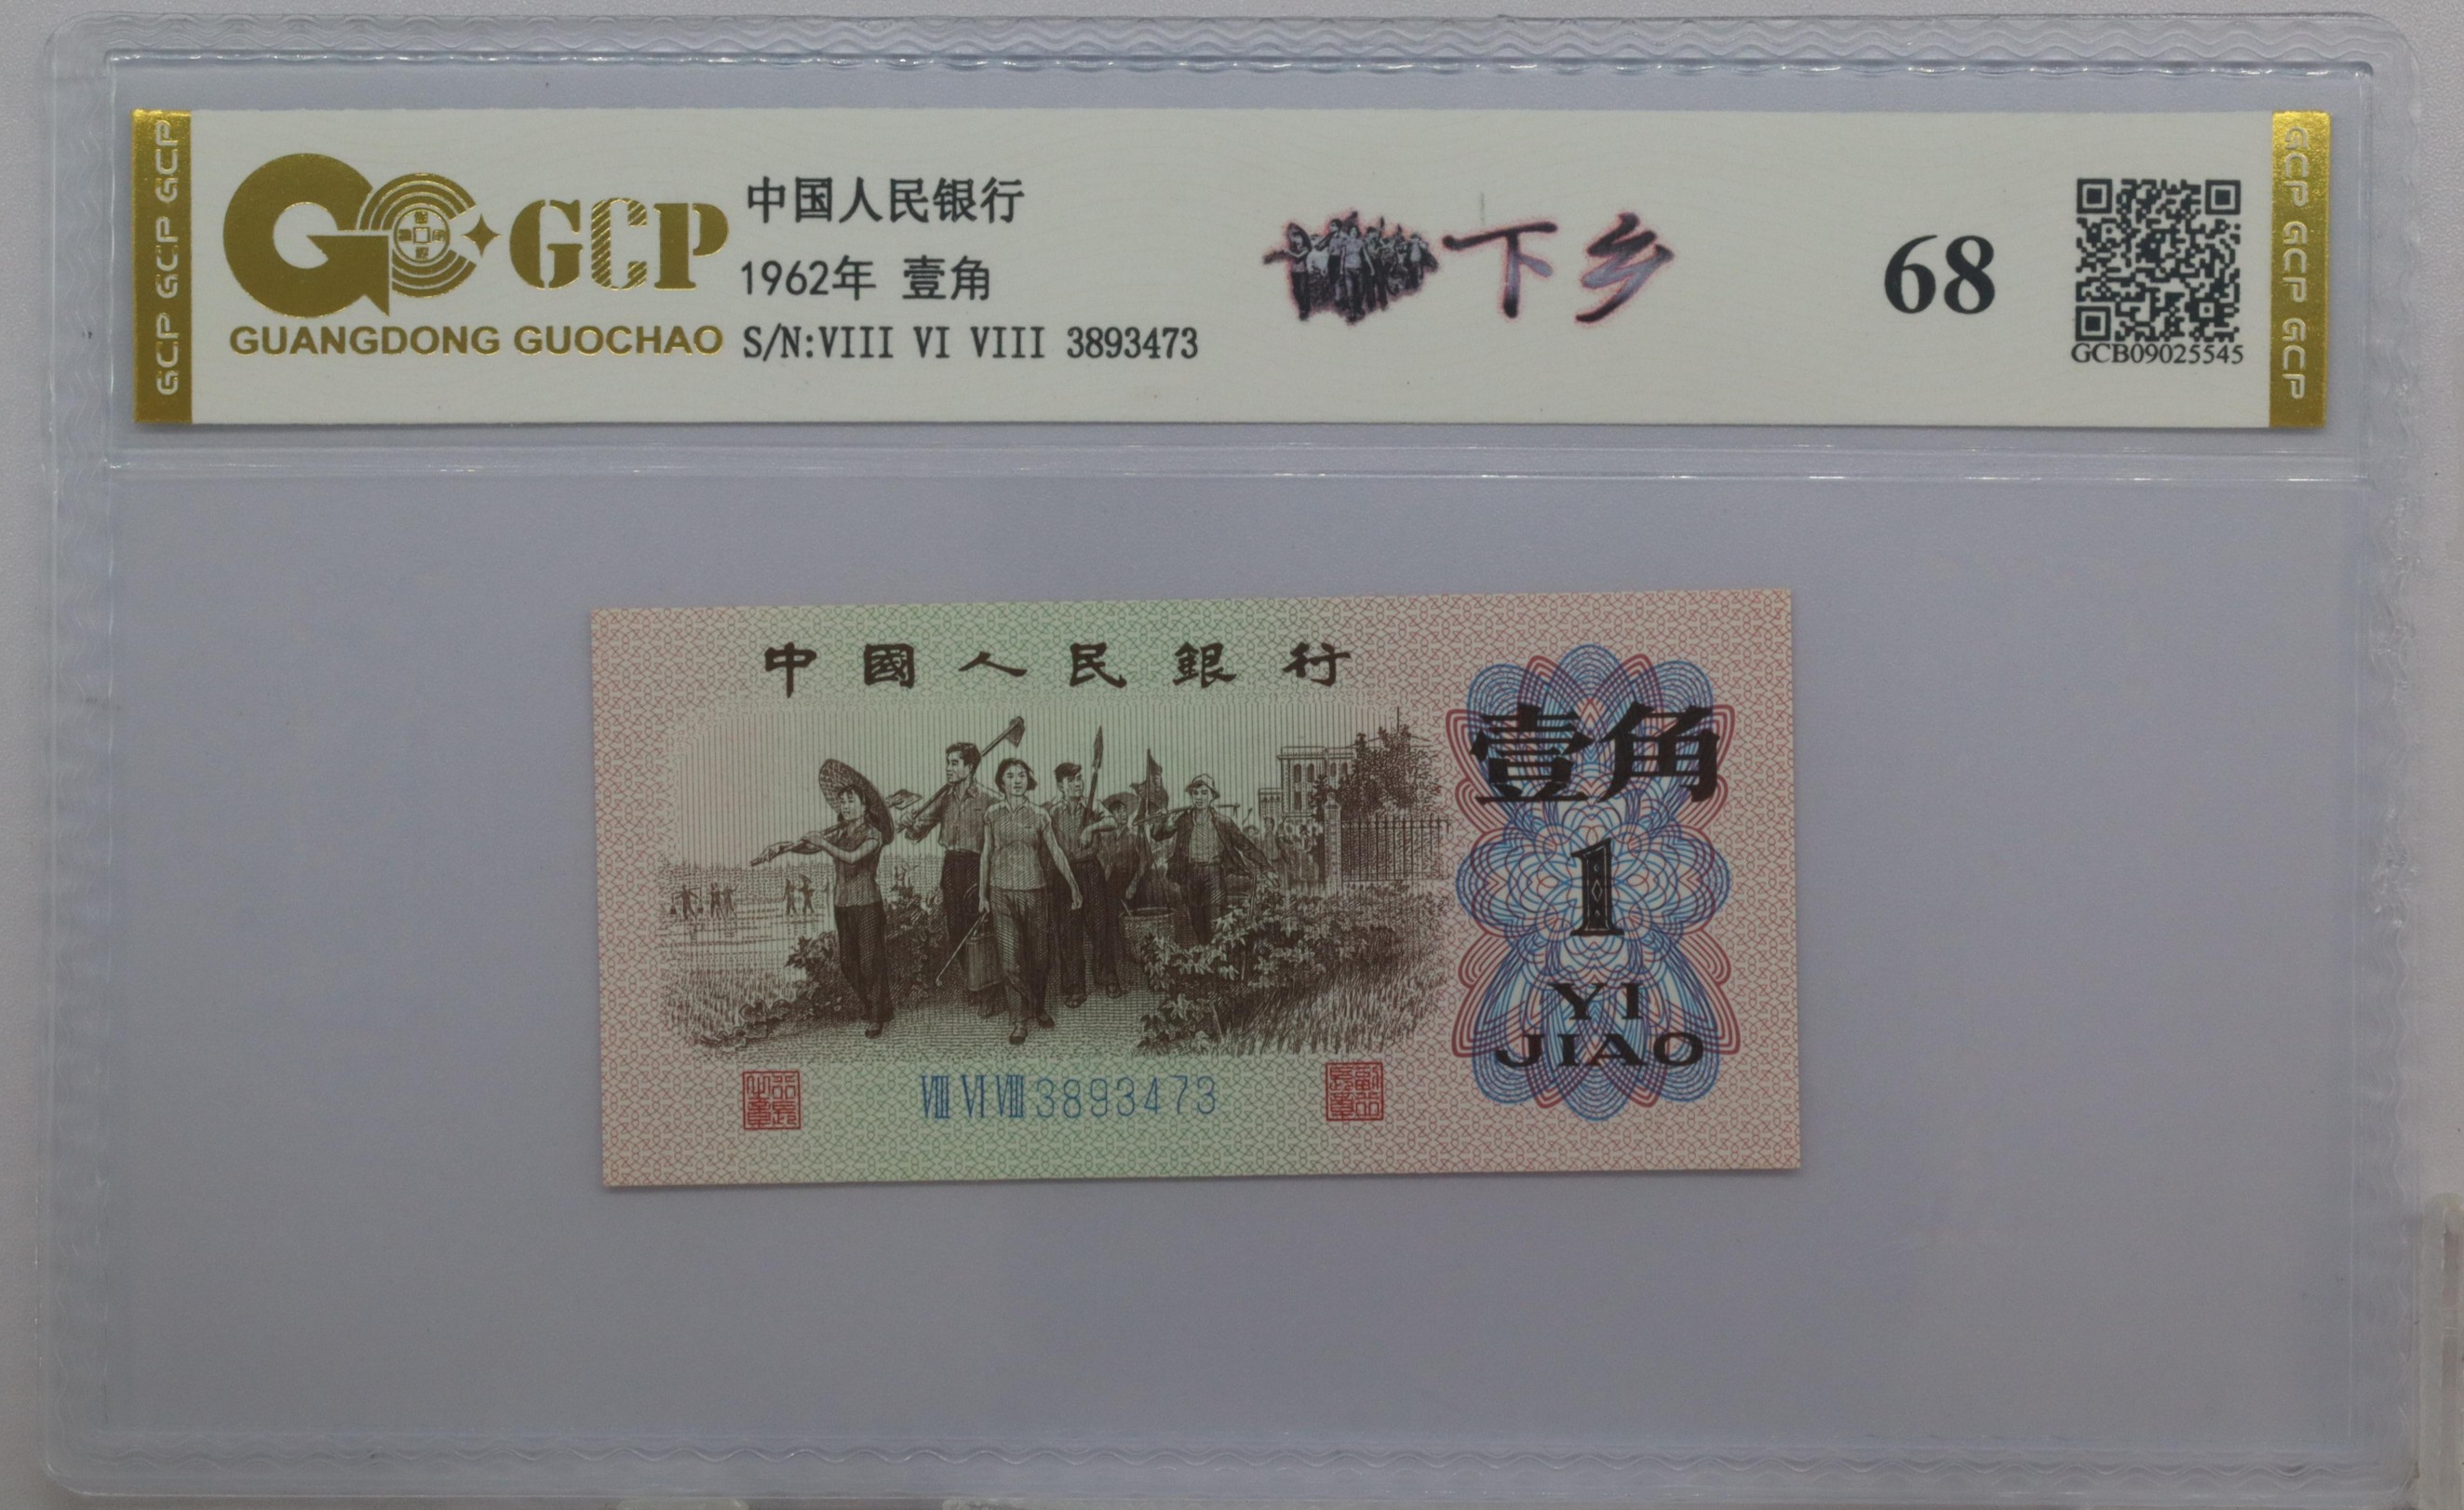 GCP GCP GCP
GCP
GUANGDONG GUOCHAO
中国人民银行
1962年 壹角
S/N:VIII VI VIII 3893473
下乡
68
GCB09025545
GCP GCP GCP
中國人民銀行
壹角
1
YI
JIAO
VIII VI VIII 3893473